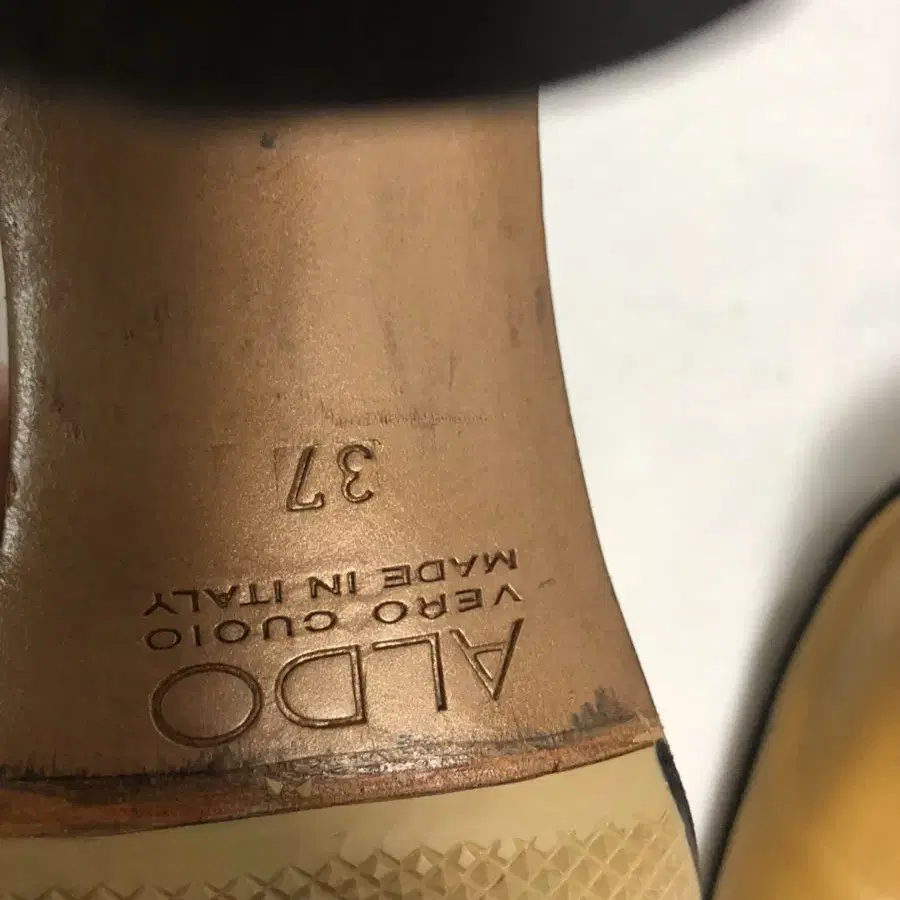 ALDO
VERO CUOIO
MADE IN ITALY
37